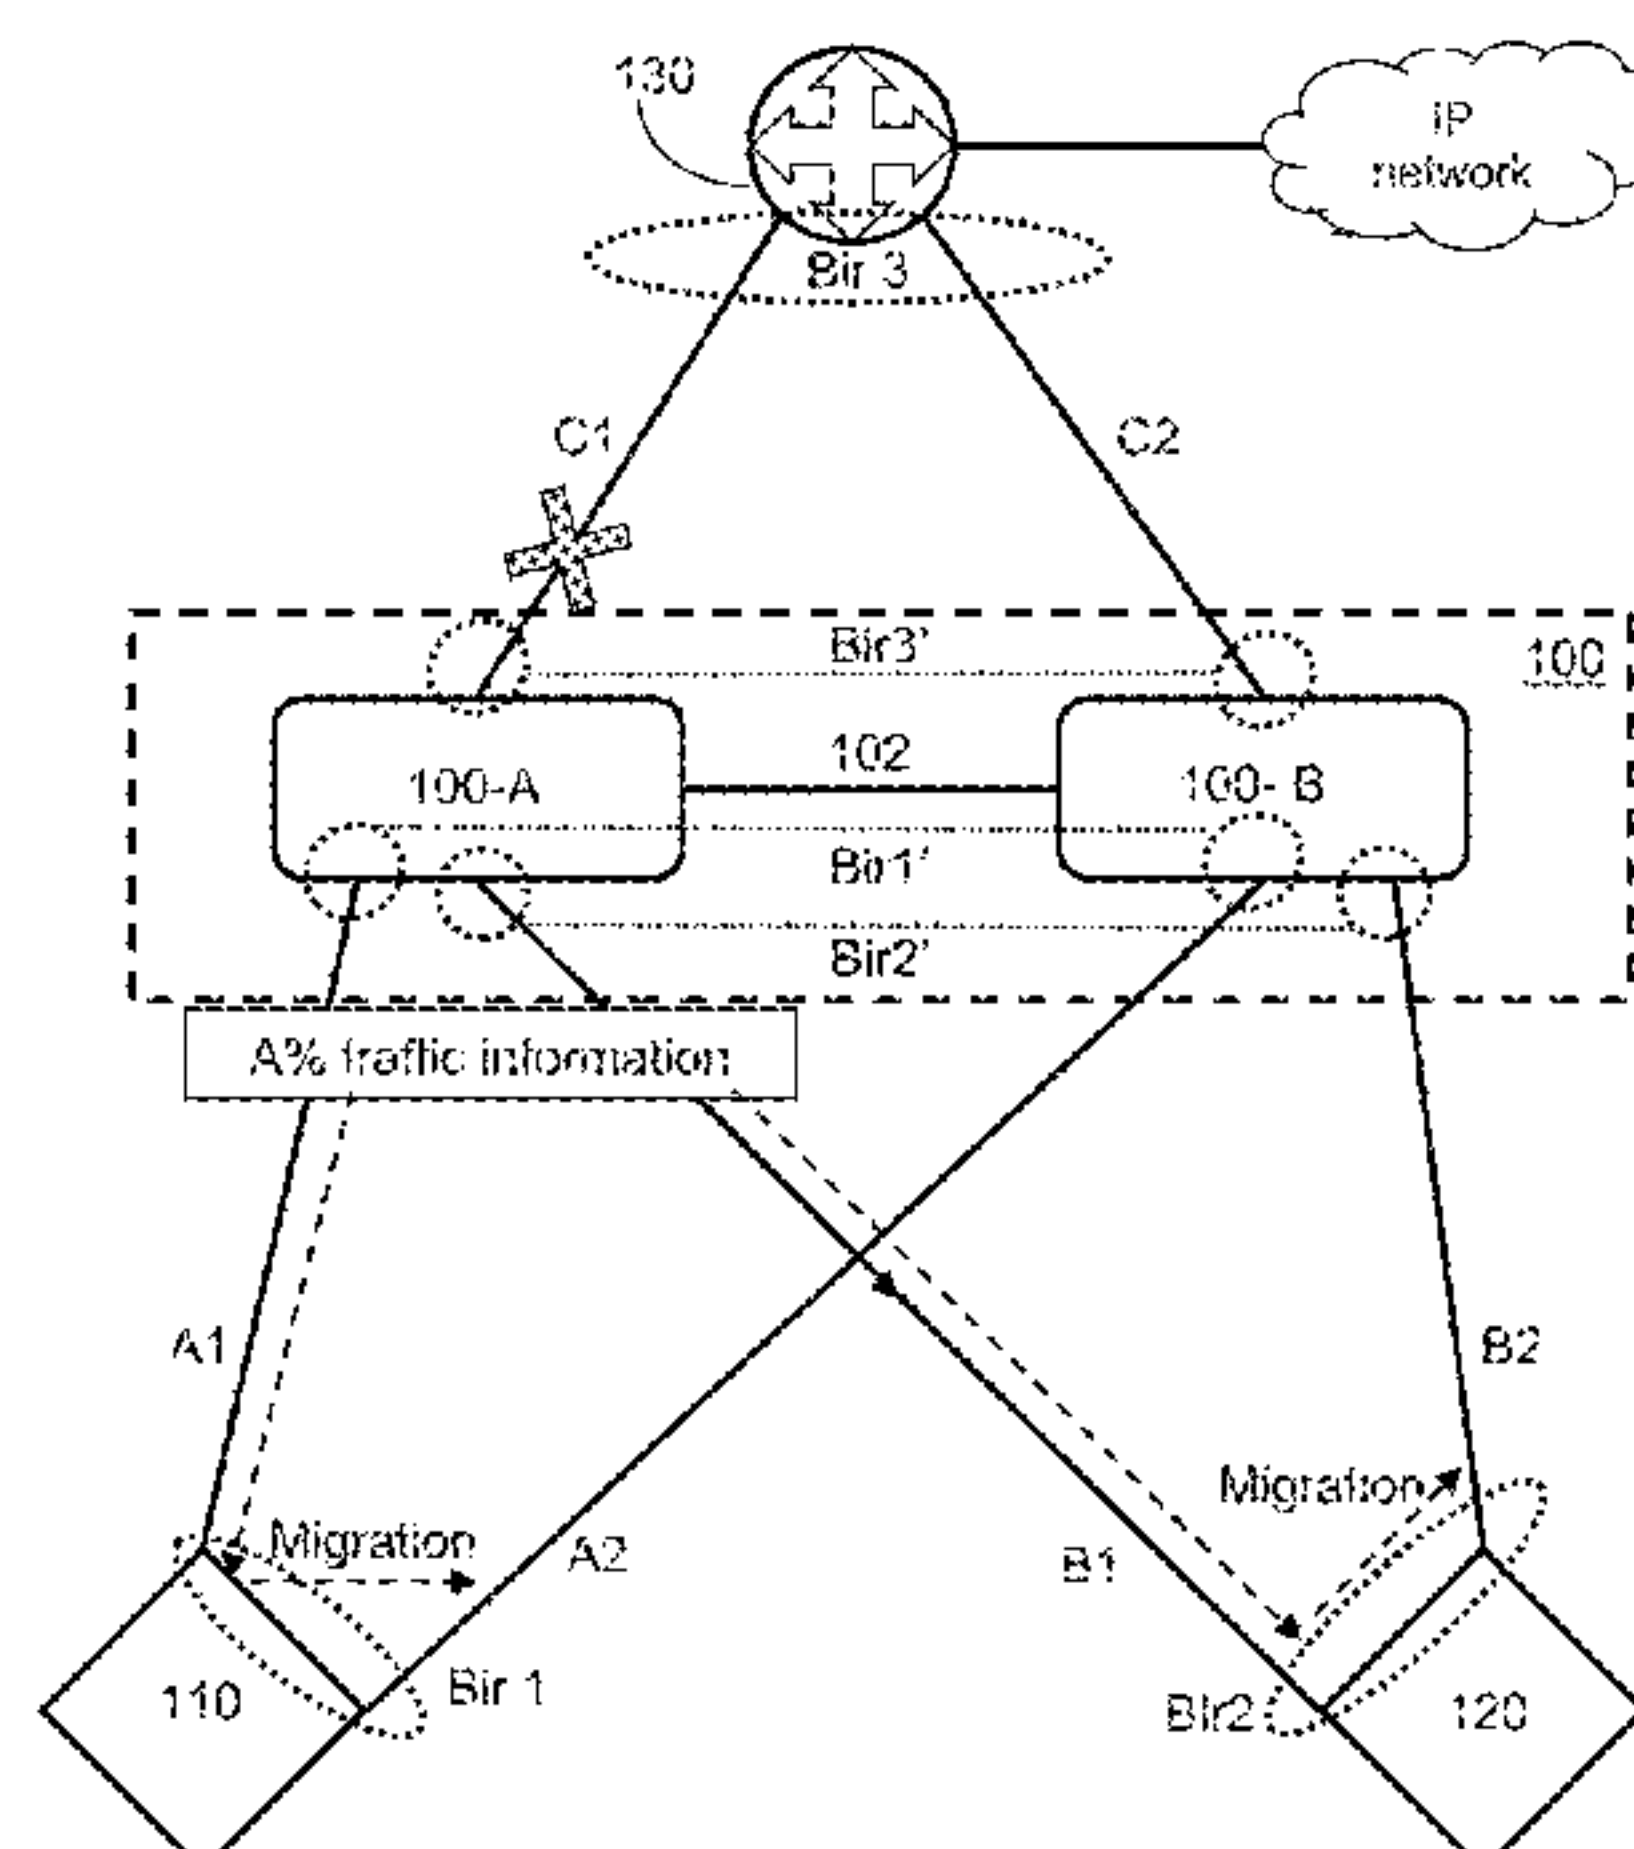 130
IP
network
Bir 3
C1
C2
Bir3'
100
102
100-A
100- B
Bir1'
Bir2'
A% traffic information
A1
B2
Migration
Migration
A2
B1
Bir 1
110
Bir2
120